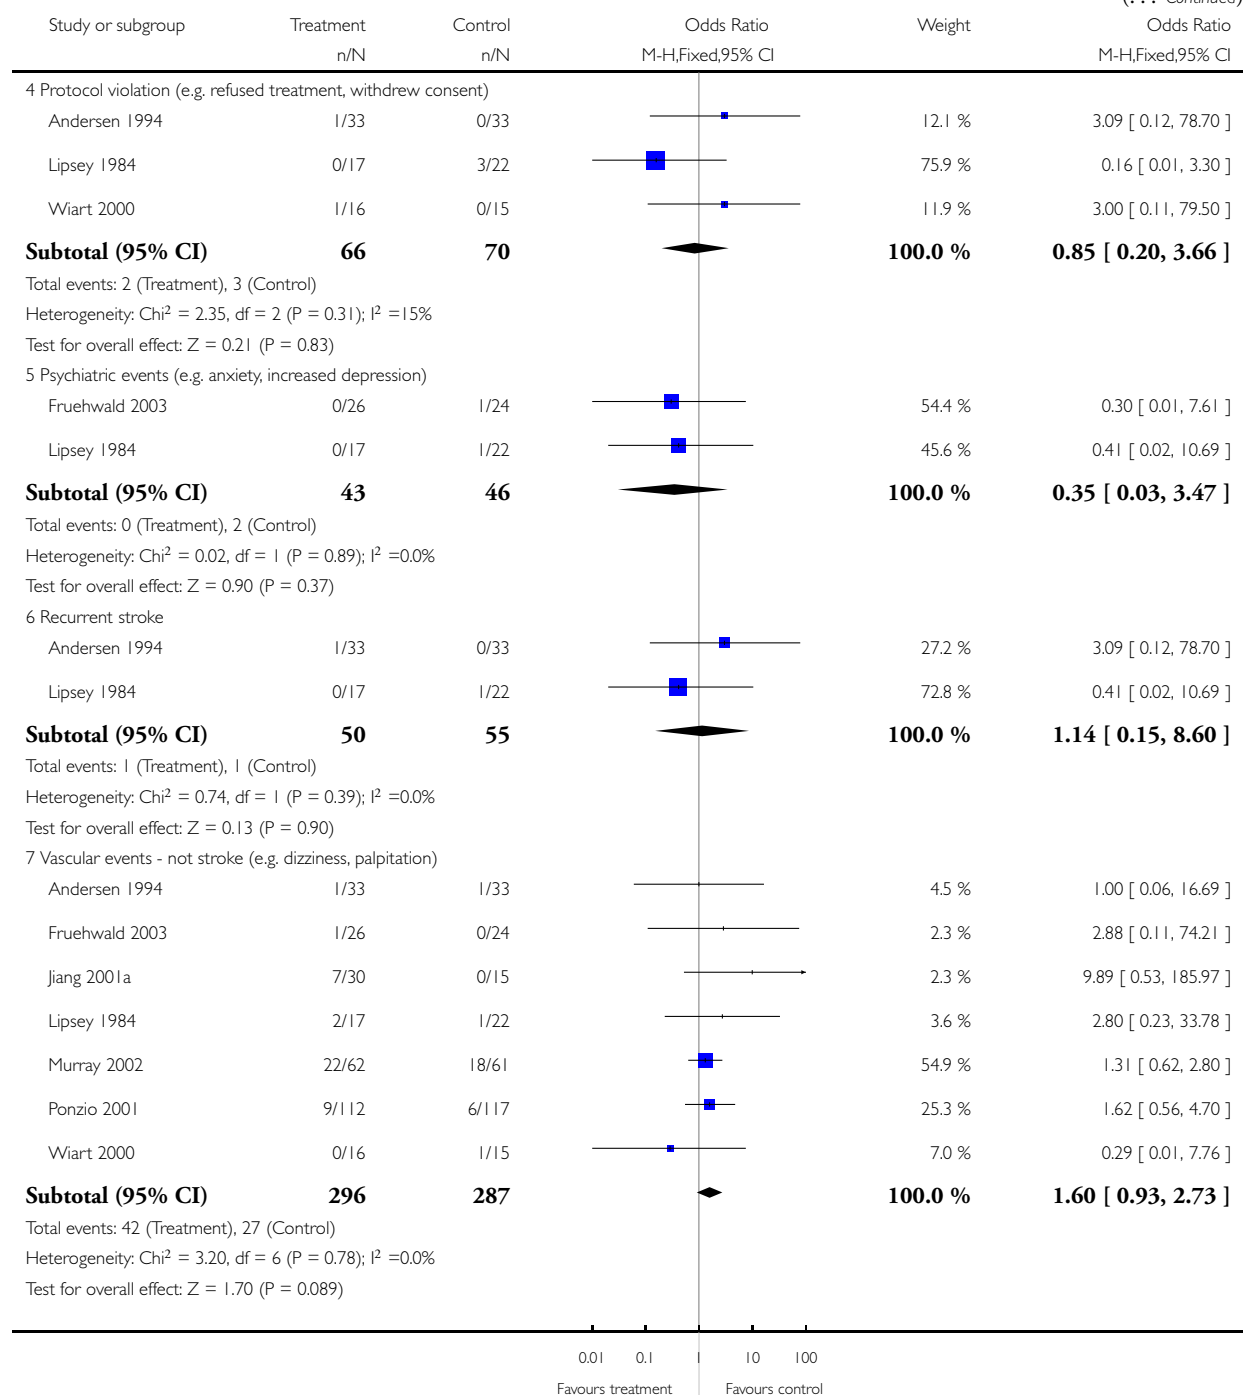 (... Continued)
Study or subgroup Treatment Control Odds Ratio Weight Odds Ratio
n/N n/N M-H,Fixed,95% CI M-H,Fixed,95% CI
4 Protocol violation (e.g. refused treatment, withdrew consent)
Andersen 1994 1/33 0/33 12.1 % 3.09 [ 0.12, 78.70 ]
Lipsey 1984 0/17 3/22 75.9 % 0.16 [ 0.01, 3.30 ]
Wiart 2000 1/16 0/15 11.9 % 3.00 [ 0.11, 79.50 ]
Subtotal (95% CI) 66 70 100.0 % 0.85 [ 0.20, 3.66 ]
Total events: 2 (Treatment), 3 (Control)
Heterogeneity: Chi² = 2.35, df = 2 (P = 0.31); I² =15%
Test for overall effect: Z = 0.21 (P = 0.83)
5 Psychiatric events (e.g. anxiety, increased depression)
Fruehwald 2003 0/26 1/24 54.4 % 0.30 [ 0.01, 7.61 ]
Lipsey 1984 0/17 1/22 45.6 % 0.41 [ 0.02, 10.69 ]
Subtotal (95% CI) 43 46 100.0 % 0.35 [ 0.03, 3.47 ]
Total events: 0 (Treatment), 2 (Control)
Heterogeneity: Chi² = 0.02, df = 1 (P = 0.89); I² =0.0%
Test for overall effect: Z = 0.90 (P = 0.37)
6 Recurrent stroke
Andersen 1994 1/33 0/33 27.2 % 3.09 [ 0.12, 78.70 ]
Lipsey 1984 0/17 1/22 72.8 % 0.41 [ 0.02, 10.69 ]
Subtotal (95% CI) 50 55 100.0 % 1.14 [ 0.15, 8.60 ]
Total events: 1 (Treatment), 1 (Control)
Heterogeneity: Chi² = 0.74, df = 1 (P = 0.39); I² =0.0%
Test for overall effect: Z = 0.13 (P = 0.90)
7 Vascular events - not stroke (e.g. dizziness, palpitation)
Andersen 1994 1/33 1/33 4.5 % 1.00 [ 0.06, 16.69 ]
Fruehwald 2003 1/26 0/24 2.3 % 2.88 [ 0.11, 74.21 ]
Jiang 2001a 7/30 0/15 2.3 % 9.89 [ 0.53, 185.97 ]
Lipsey 1984 2/17 1/22 3.6 % 2.80 [ 0.23, 33.78 ]
Murray 2002 22/62 18/61 54.9 % 1.31 [ 0.62, 2.80 ]
Ponzio 2001 9/112 6/117 25.3 % 1.62 [ 0.56, 4.70 ]
Wiart 2000 0/16 1/15 7.0 % 0.29 [ 0.01, 7.76 ]
Subtotal (95% CI) 296 287 100.0 % 1.60 [ 0.93, 2.73 ]
Total events: 42 (Treatment), 27 (Control)
Heterogeneity: Chi² = 3.20, df = 6 (P = 0.78); I² =0.0%
Test for overall effect: Z = 1.70 (P = 0.089)
0.01 0.1 1 10 100
Favours treatment Favours control